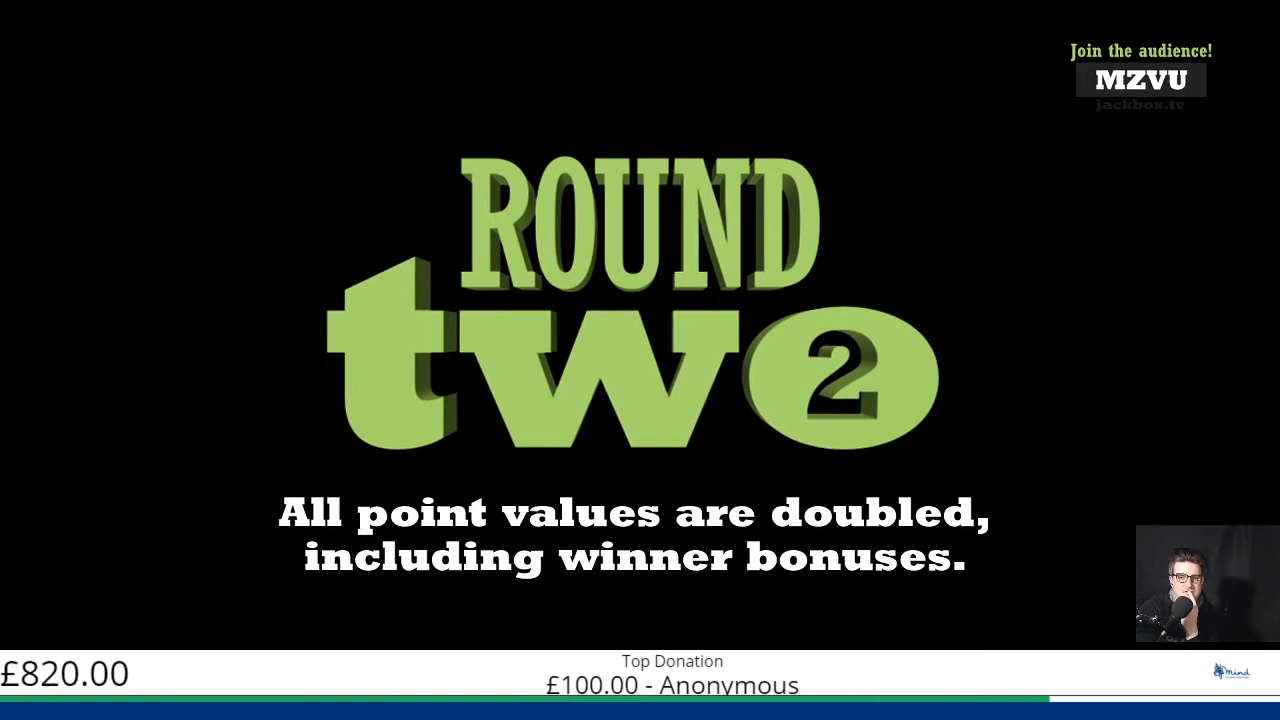 Join the audience!
MZVU
jackbox.tv
ROUND
two
2
All point values are doubled,
including winner bonuses.
£820.00
Top Donation
£100.00 - Anonymous
mind